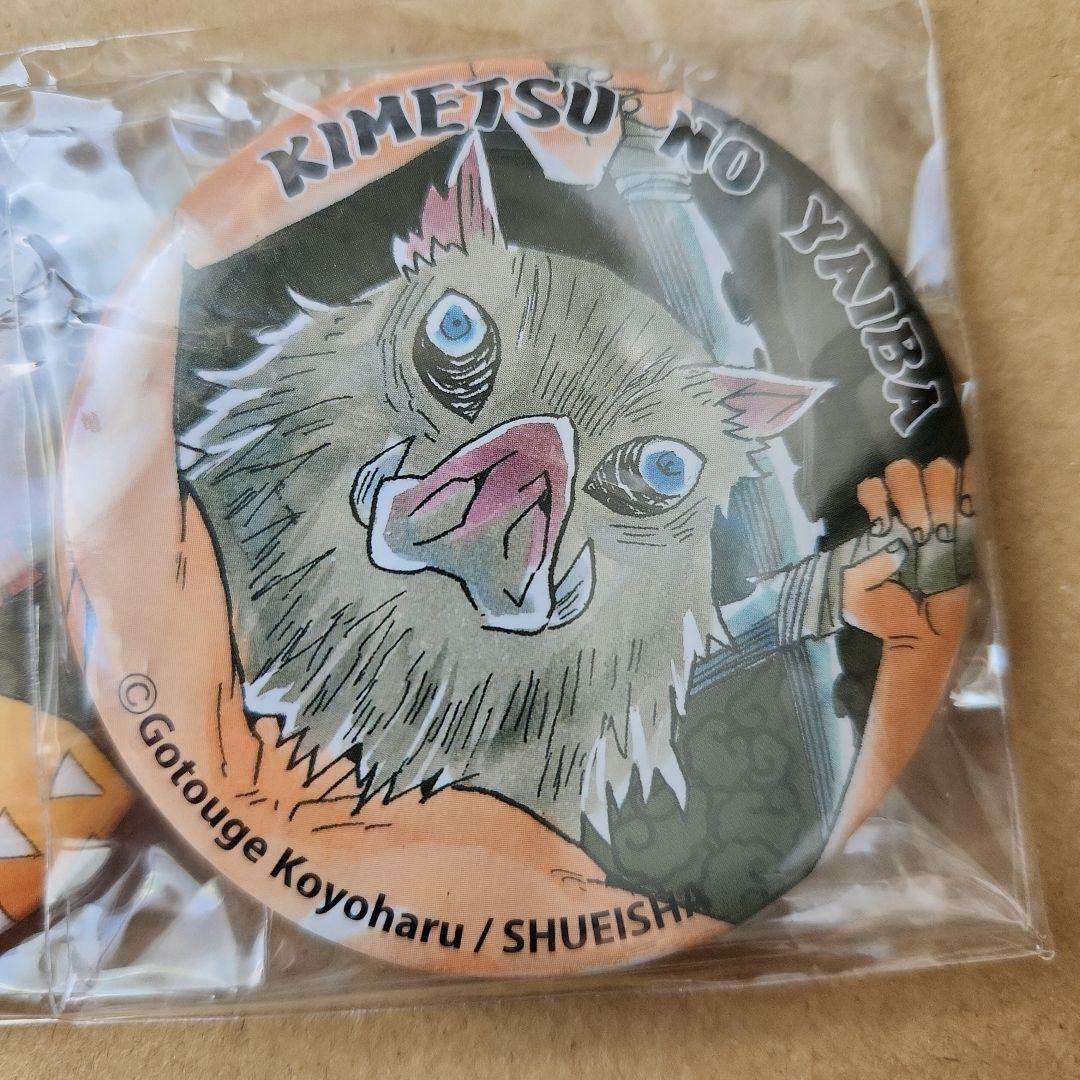 KIMETSU NO YAIBA
©Gotouge Koyoharu / SHUEISHA